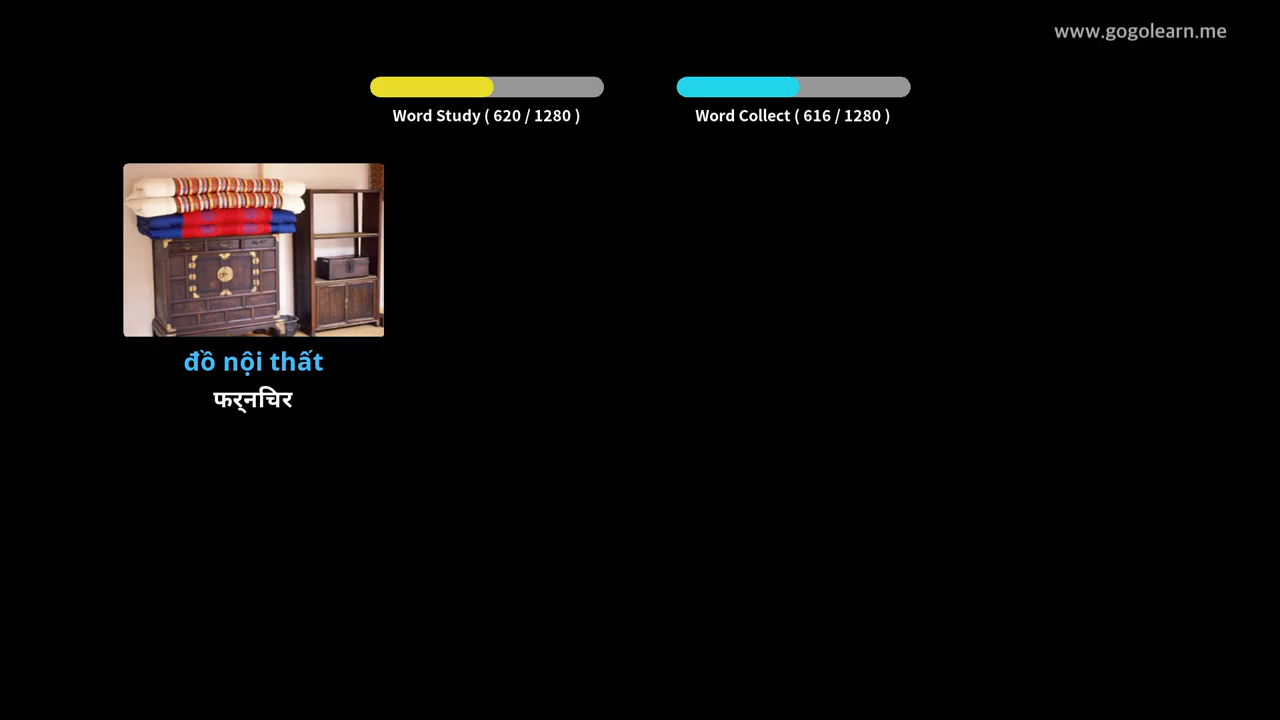 www.gogolearn.me
Word Study ( 620 / 1280 )
Word Collect ( 616 / 1280 )
đồ nội thất
फर्‌नचिर